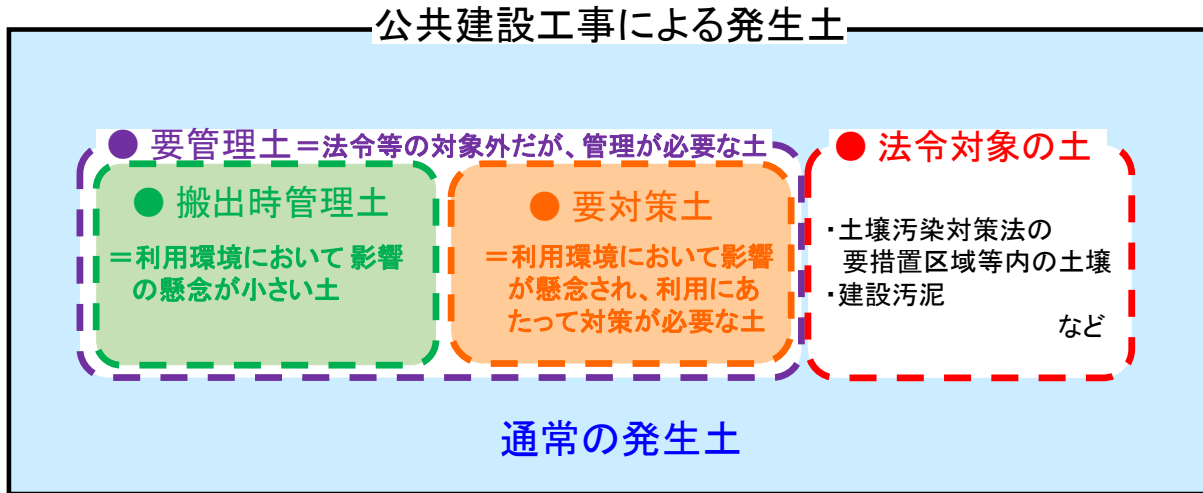 公共建設工事による発生土
● 要管理土＝法令等の対象外だが、管理が必要な土
● 搬出時管理土
＝利用環境において 影響
の懸念が小さい土
● 要対策土
＝利用環境において影響
が懸念され、利用にあ
たって対策が必要な土
● 法令対象の土
・土壌汚染対策法の
要措置区域等内の土壌
・建設汚泥
など
通常の発生土